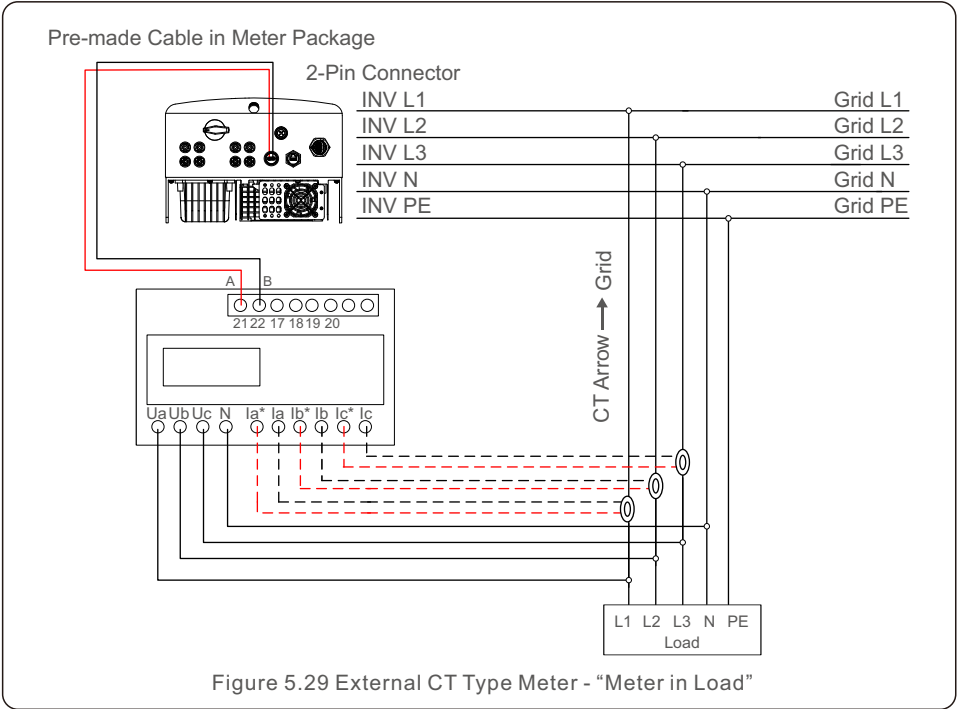 Pre-made Cable in Meter Package
2-Pin Connector
INV L1 Grid L1
INV L2 Grid L2
INV L3 Grid L3
INV N Grid N
INV PE Grid PE
CT Arrow → Grid
A B
21 22 17 18 19 20
Ua Ub Uc N Ia* Ia Ib* Ib Ic* Ic
L1 L2 L3 N PE
Load
Figure 5.29 External CT Type Meter - “Meter in Load”